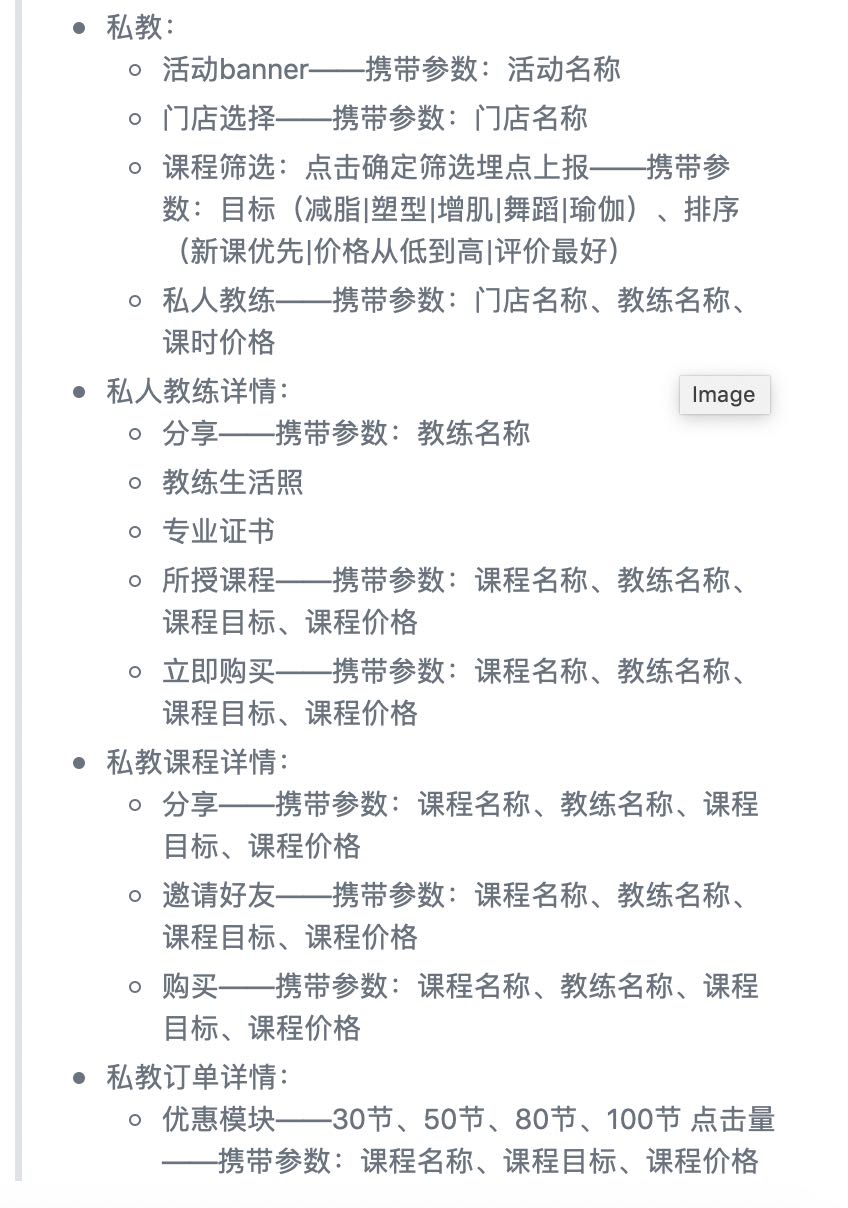 私教：
活动banner——携带参数：活动名称
门店选择——携带参数：门店名称
课程筛选：点击确定筛选埋点上报——携带参
数：目标（减脂|塑型|增肌|舞蹈|瑜伽）、排序
（新课优先|价格从低到高|评价最好）
私人教练——携带参数：门店名称、教练名称、
课时价格
私人教练详情：
Image
分享——携带参数：教练名称
教练生活照
专业证书
所授课程——携带参数：课程名称、教练名称、
课程目标、课程价格
立即购买——携带参数：课程名称、教练名称、
课程目标、课程价格
私教课程详情：
分享——携带参数：课程名称、教练名称、课程
目标、课程价格
邀请好友——携带参数：课程名称、教练名称、
课程目标、课程价格
购买——携带参数：课程名称、教练名称、课程
目标、课程价格
私教订单详情：
优惠模块——30节、50节、80节、100节 点击量
——携带参数：课程名称、课程目标、课程价格